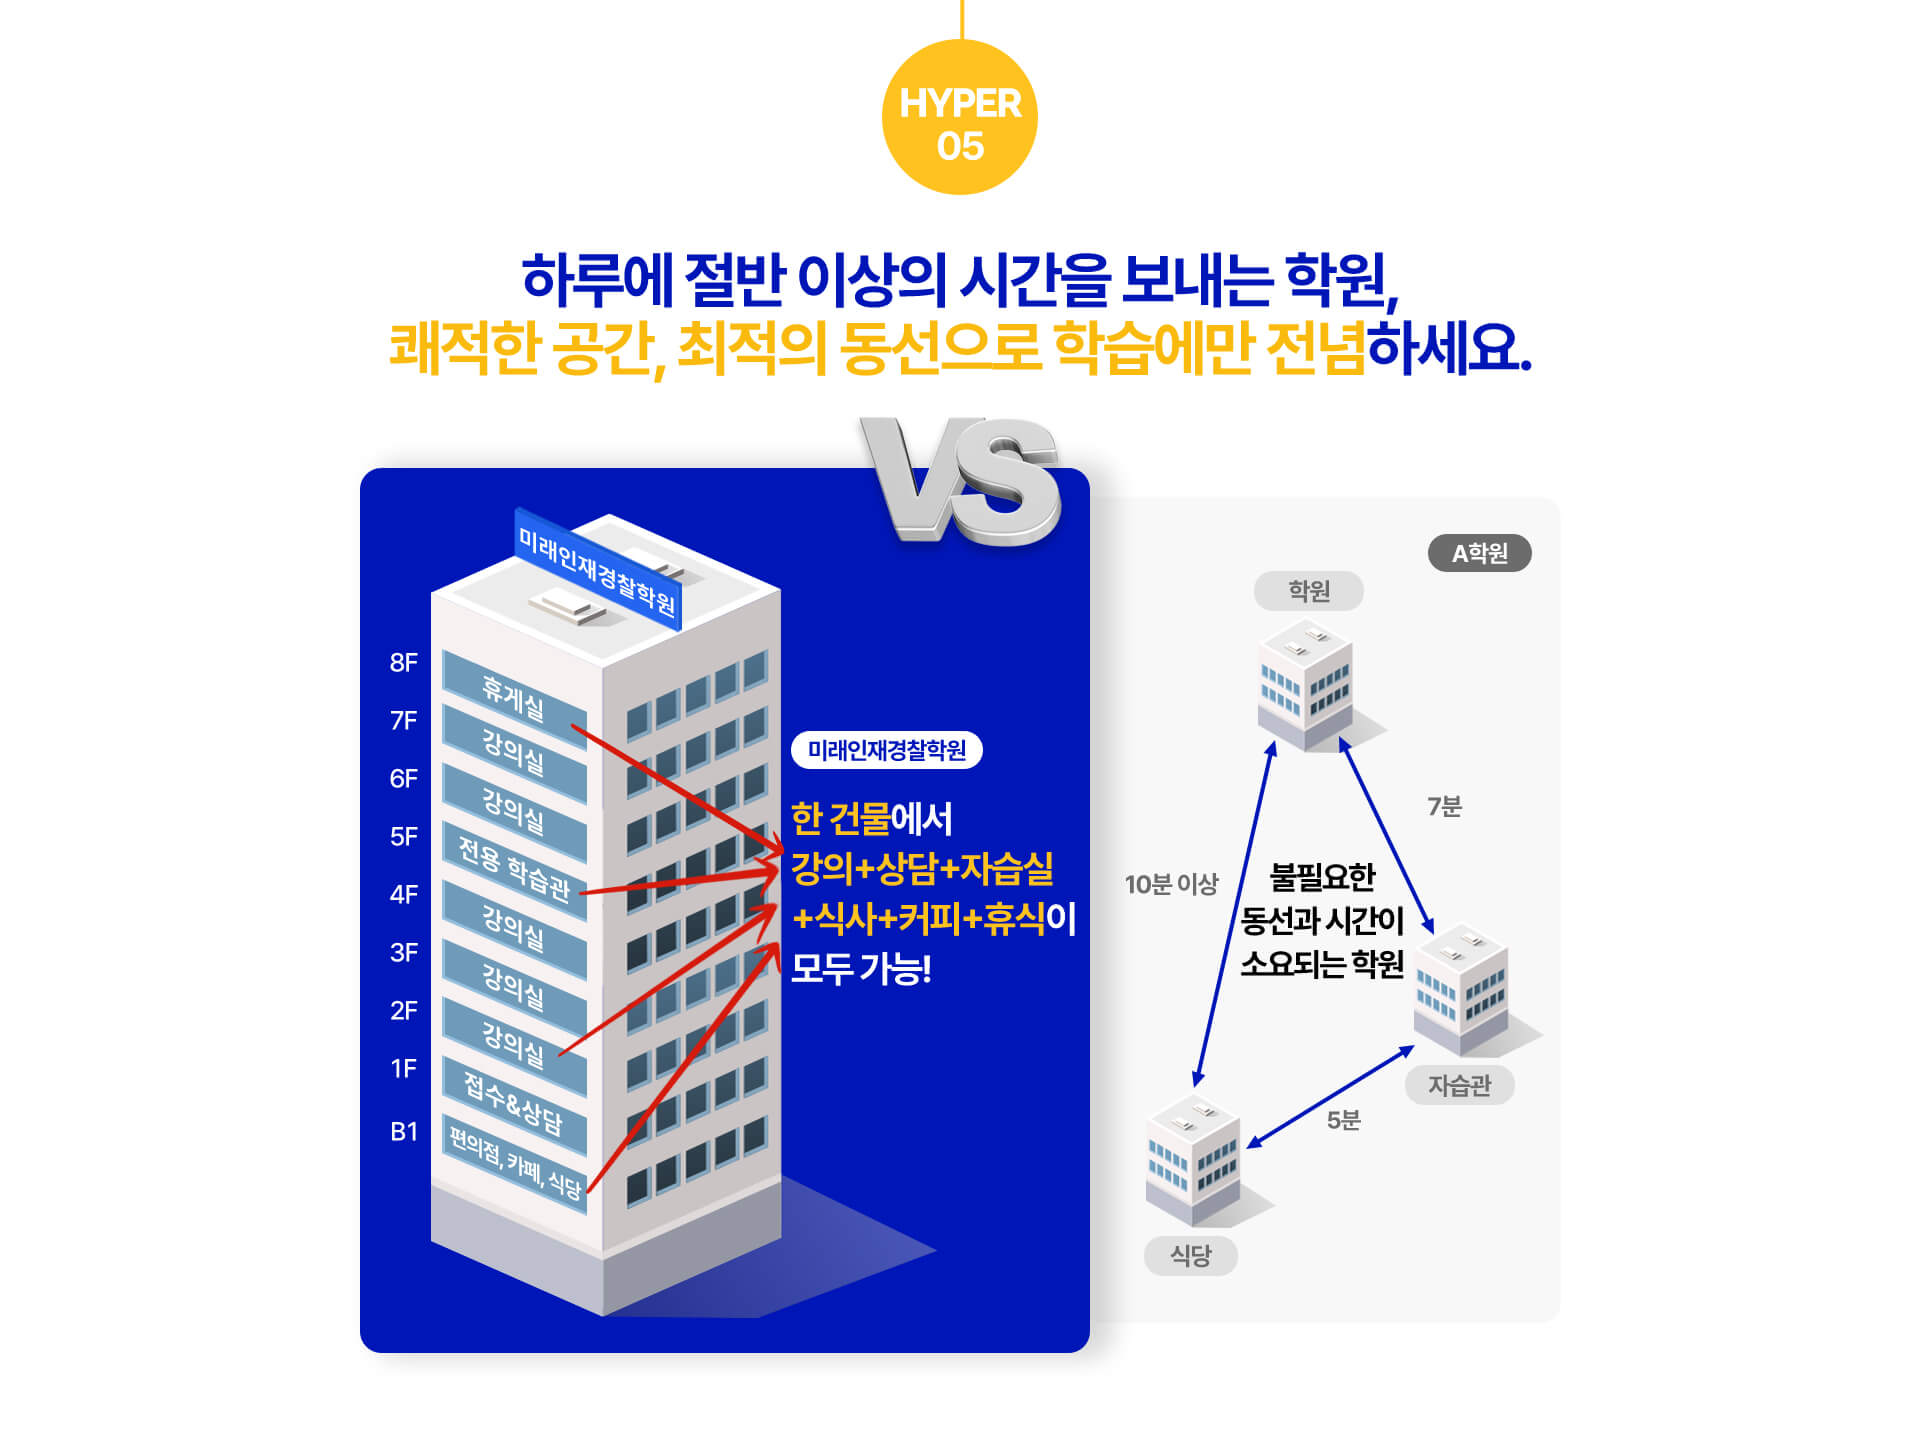 HYPER
05
하루에 절반 이상의 시간을 보내는 학원,
쾌적한 공간, 최적의 동선으로 학습에만 전념하세요.
VS
미래인재경찰학원
8F
휴게실
7F
강의실
6F
강의실
5F
전용 학습관
4F
강의실
3F
강의실
2F
강의실
1F
접수&상담
B1
편의점, 카페, 식당
미래인재경찰학원
한 건물에서
강의+상담+자습실
+식사+커피+휴식이
모두 가능!
A학원
학원
7분
10분 이상
불필요한
동선과 시간이
소요되는 학원
자습관
5분
식당